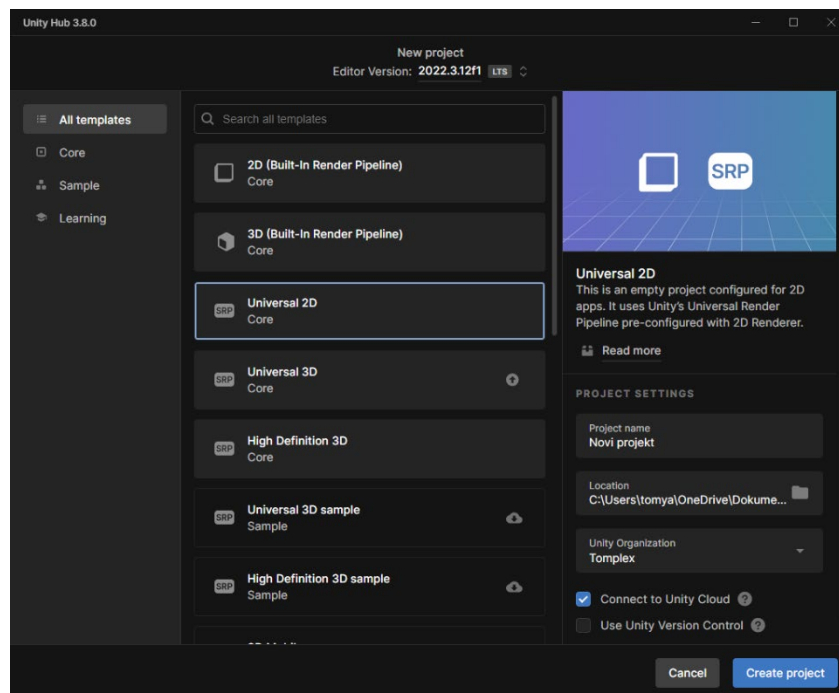 Unity Hub 3.8.0
New project
Editor Version: 2022.3.12f1 LTS
All templates
Core
Sample
Learning
Search all templates
2D (Built-In Render Pipeline)
Core
3D (Built-In Render Pipeline)
Core
SRP Universal 2D
Core
SRP Universal 3D
Core
SRP High Definition 3D
Core
SRP Universal 3D sample
Sample
SRP High Definition 3D sample
Sample
SRP
Universal 2D
This is an empty project configured for 2D
apps. It uses Unity's Universal Render
Pipeline pre-configured with 2D Renderer.
Read more
PROJECT SETTINGS
Project name
Novi projekt
Location
C:\Users\tomya\OneDrive\Dokume...
Unity Organization
Tomplex
Connect to Unity Cloud ?
Use Unity Version Control ?
Cancel
Create project